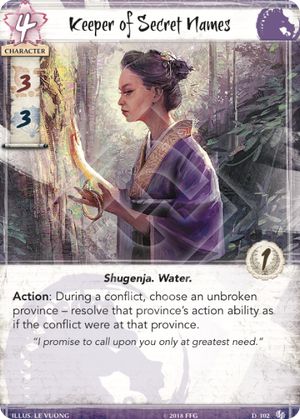 Keeper of Secret Names
4
CHARACTER
3
3
1
Shugenja. Water.
Action: During a conflict, choose an unbroken
province – resolve that province's action ability as
if the conflict were at that province.
"I promise to call upon you only at greatest need."
ILLUS. LE VUONG © 2018 FFG D 102